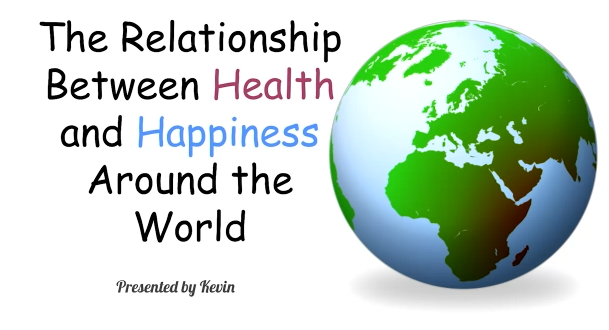 The Relationship
Between Health
and Happiness
Around the
World
Presented by Kevin